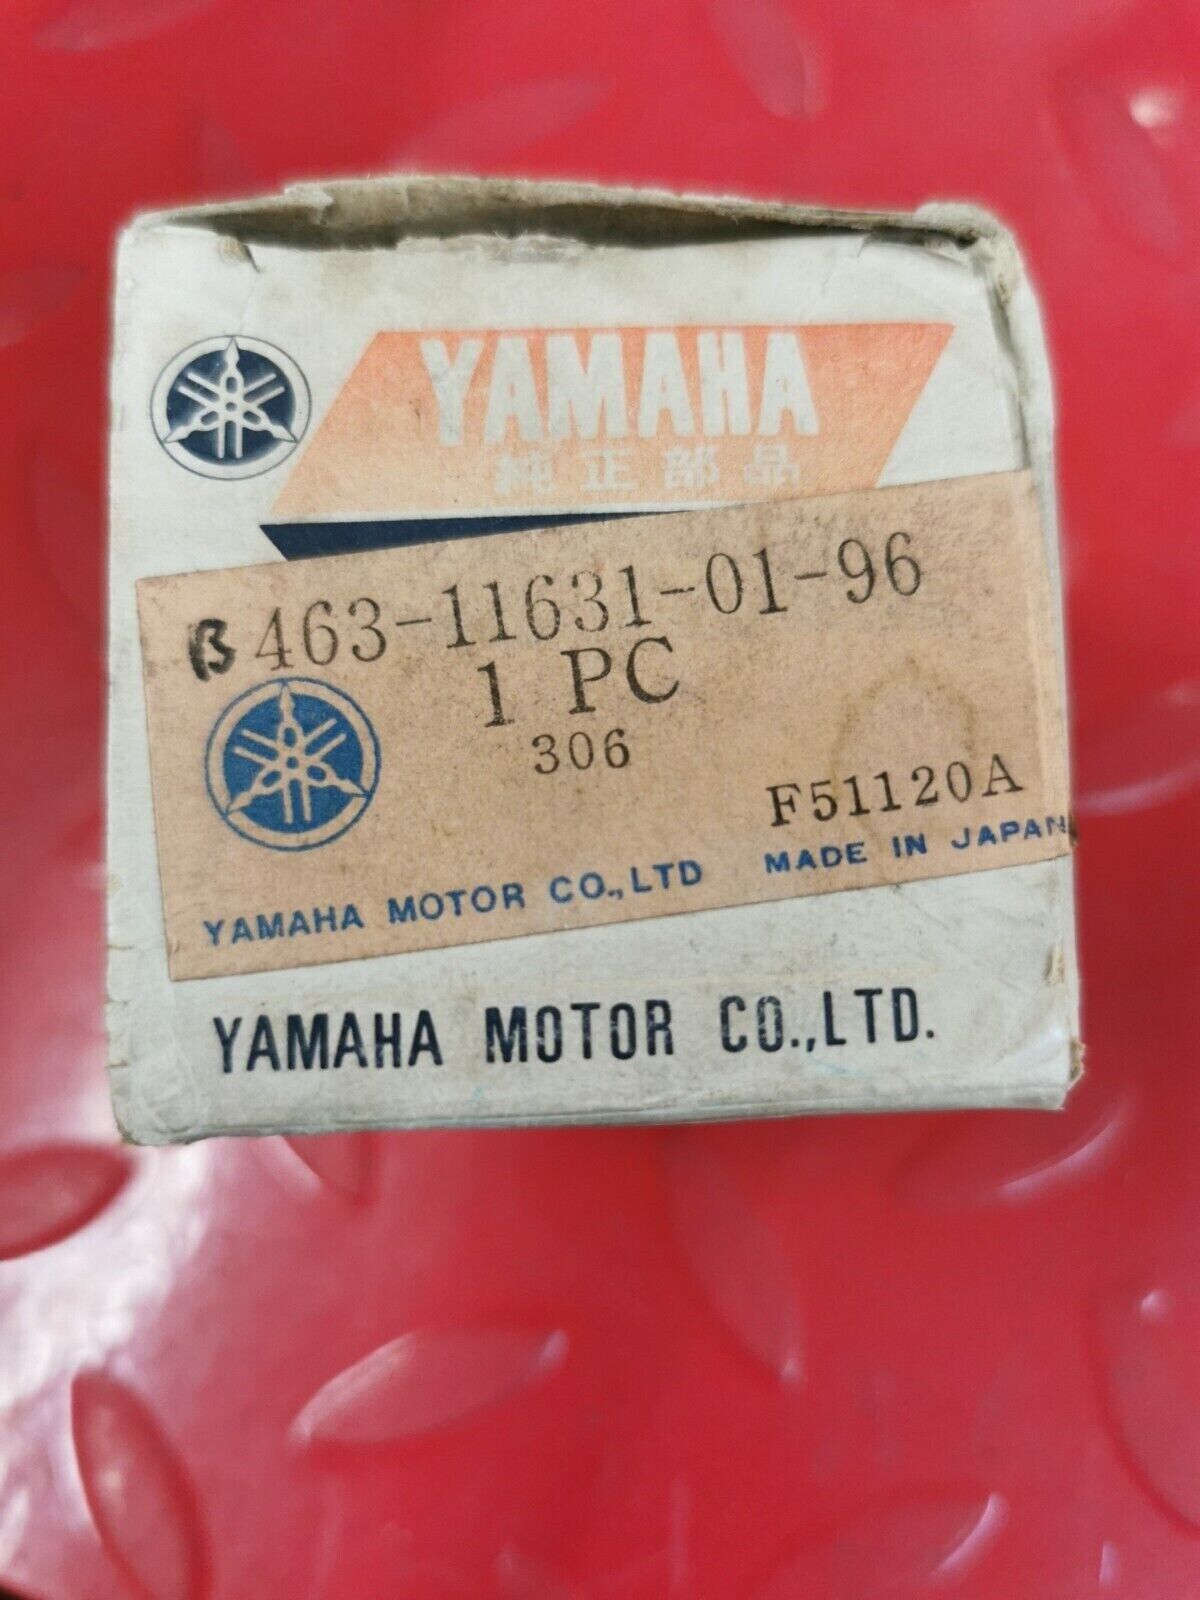 YAMAHA
純正部品
B 463-11631-01-96
1 PC
306
F51120A
YAMAHA MOTOR CO.,LTD MADE IN JAPAN
YAMAHA MOTOR CO.,LTD.